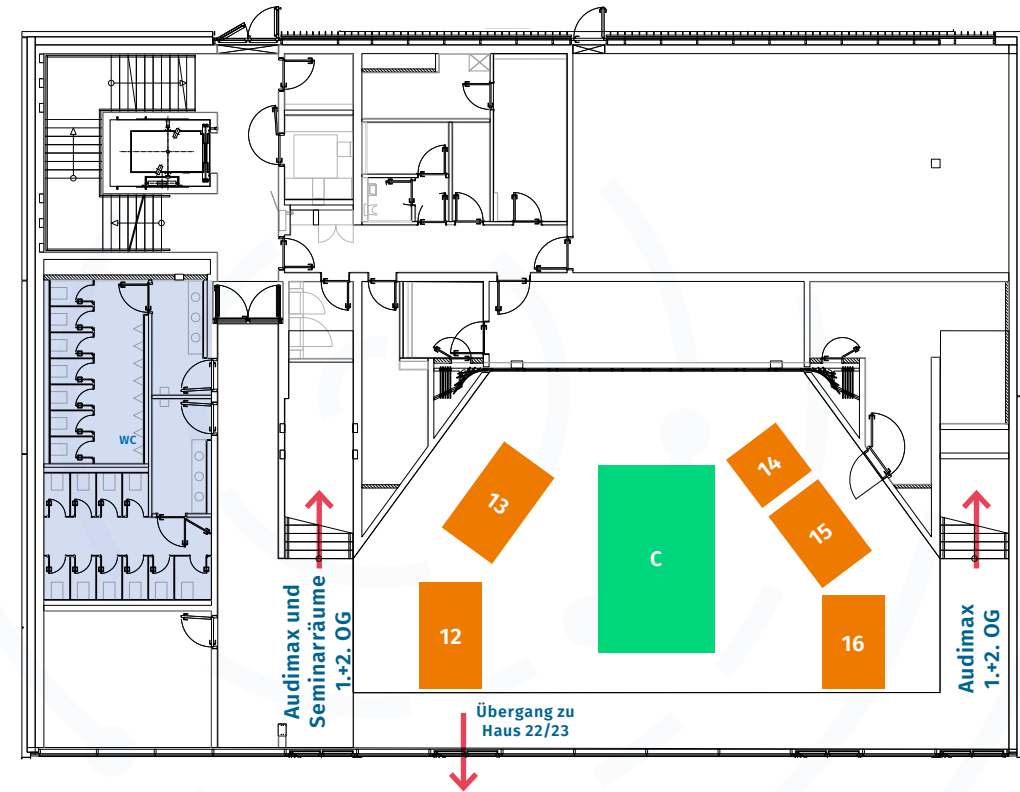 WC
14
13
15
C
12
16
Audimax und
Seminarräume
1.+2. OG
Audimax
1.+2. OG
Übergang zu
Haus 22/23